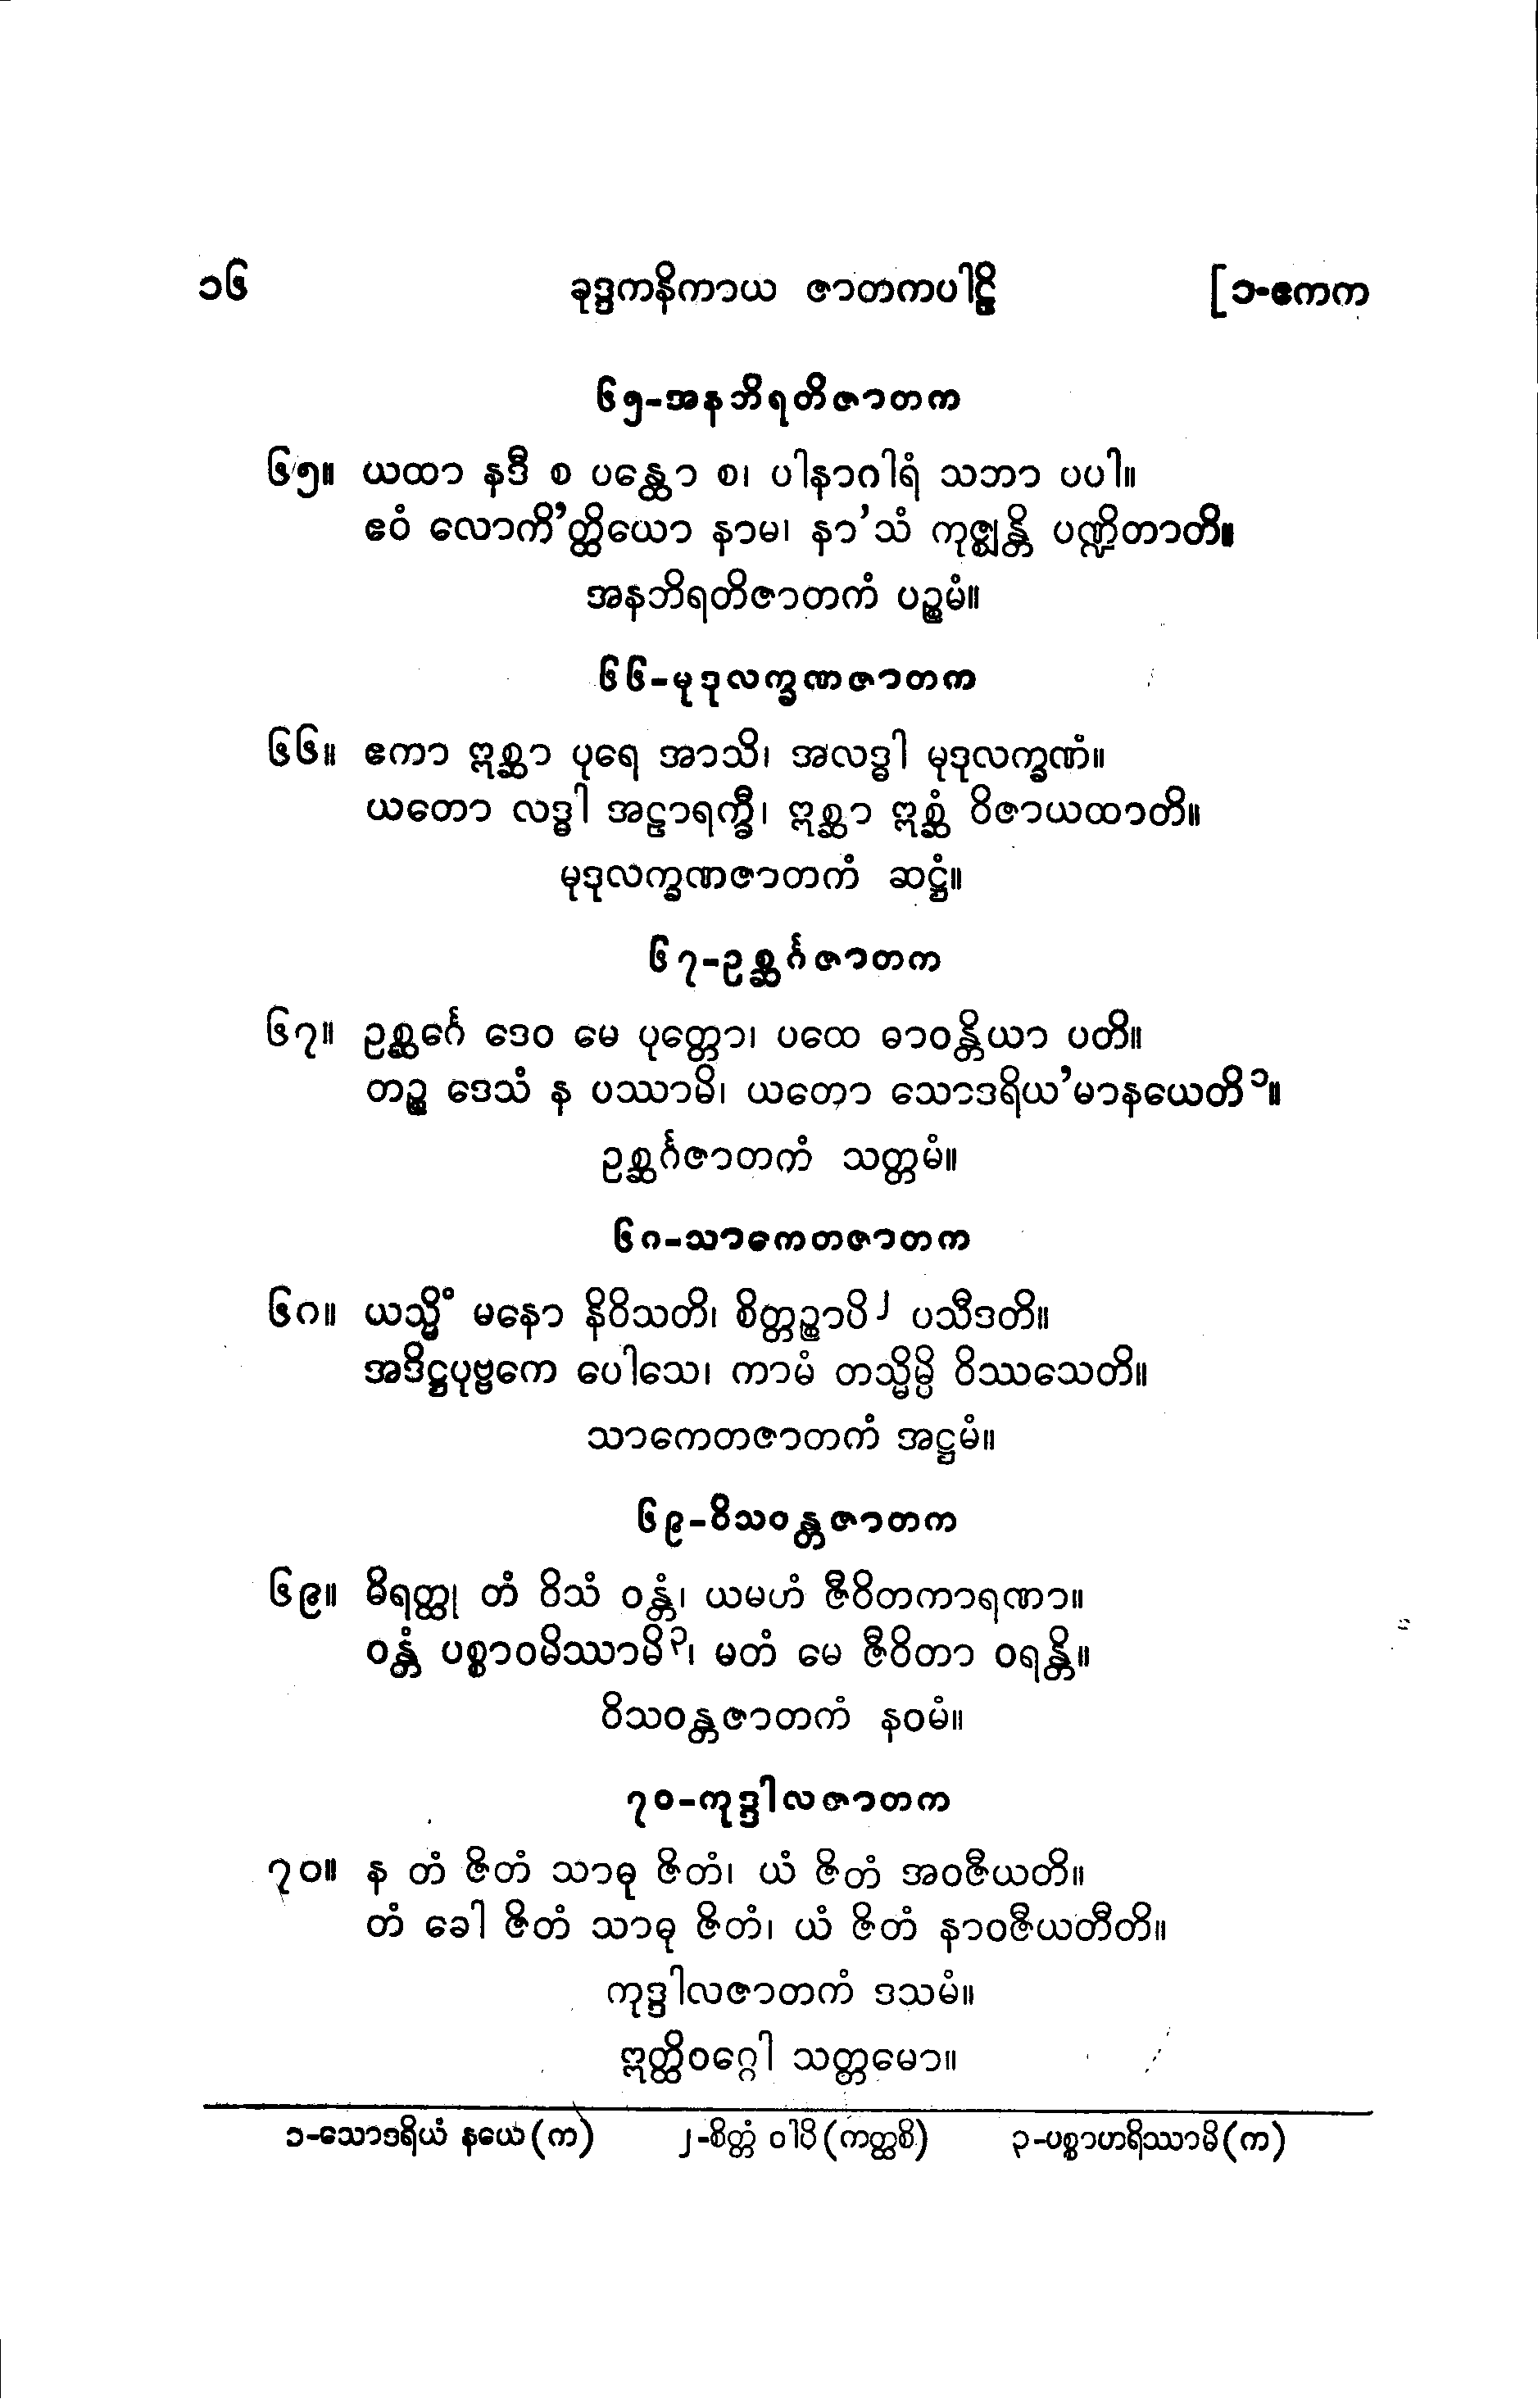 ၁၆ ခုဒ္ဒကနိကာယ ဇာတကပါဠိ [၁-ဧကက
၆၅-အနဘိရတိဇာတက
၆၅။ ယထာ နဒီ စ ပန္ထော စ၊ ပါနာဂါရံ သဘာ ပပါ။
ဧဝံ လောကိ’တ္ထိယော နာမ၊ နာ’သံ ကုဇ္ဈန္တိ ပဏ္ဍိတာတိ။
အနဘိရတိဇာတကံ ပဉ္စမံ။
၆၆-မုဒုလက္ခဏဇာတက
၆၆။ ဧကာ ဣစ္ဆာ ပုရေ အာသိ၊ အလဒ္ဓါ မုဒုလက္ခဏံ။
ယတော လဒ္ဓါ အဠာရက္ခီ၊ ဣစ္ဆာ ဣစ္ဆံ ဝိဇာယထာတိ။
မုဒုလက္ခဏဇာတကံ ဆဋ္ဌံ။
၆၇-ဥစ္ဆင်္ဂဇာတက
၆၇။ ဥစ္ဆင်္ဂေ ဒေဝ မေ ပုတ္တော၊ ပထေ ဓာဝန္တိယာ ပတိ။
တဉ္စ ဒေသံ န ပဿာမိ၊ ယတော သောဒရိယ’မာနယေတိ၁။
ဥစ္ဆင်္ဂဇာတကံ သတ္တမံ။
၆၈-သာကေတဇာတက
၆၈။ ယသ္မိံ မနော နိဝိသတိ၊ စိတ္တဉ္စာပိ၂ ပသီဒတိ။
အဒိဋ္ဌပုဗ္ဗကေ ပေါသေ၊ ကာမံ တသ္မိမ္ပိ ဝိဿသေတိ။
သာကေတဇာတကံ အဋ္ဌမံ။
၆၉-ဝိသဝန္တဇာတက
၆၉။ ဓိရတ္ထု တံ ဝိသံ ဝန္တံ၊ ယမဟံ ဇီဝိတကာရဏာ။
ဝန္တံ ပစ္စာဝမိဿာမိ၃၊ မတံ မေ ဇီဝိတာ ဝရန္တိ။
ဝိသဝန္တဇာတကံ နဝမံ။
၇၀-ကုဒ္ဒါလဇာတက
၇၀။ န တံ ဇိတံ သာဓု ဇိတံ၊ ယံ ဇိတံ အဝဇီယတိ။
တံ ခေါ ဇိတံ သာဓု ဇိတံ၊ ယံ ဇိတံ နာဝဇီယတီတိ။
ကုဒ္ဒါလဇာတကံ ဒသမံ။
ဣတ္ထိဝဂ္ဂေါ သတ္တမော။
၁-သောဒရိယံ နယေ(က) ၂-စိတ္တံ ဝါပိ(ကတ္ထစိ) ၃-ပစ္စာဟရိဿာမိ(က)